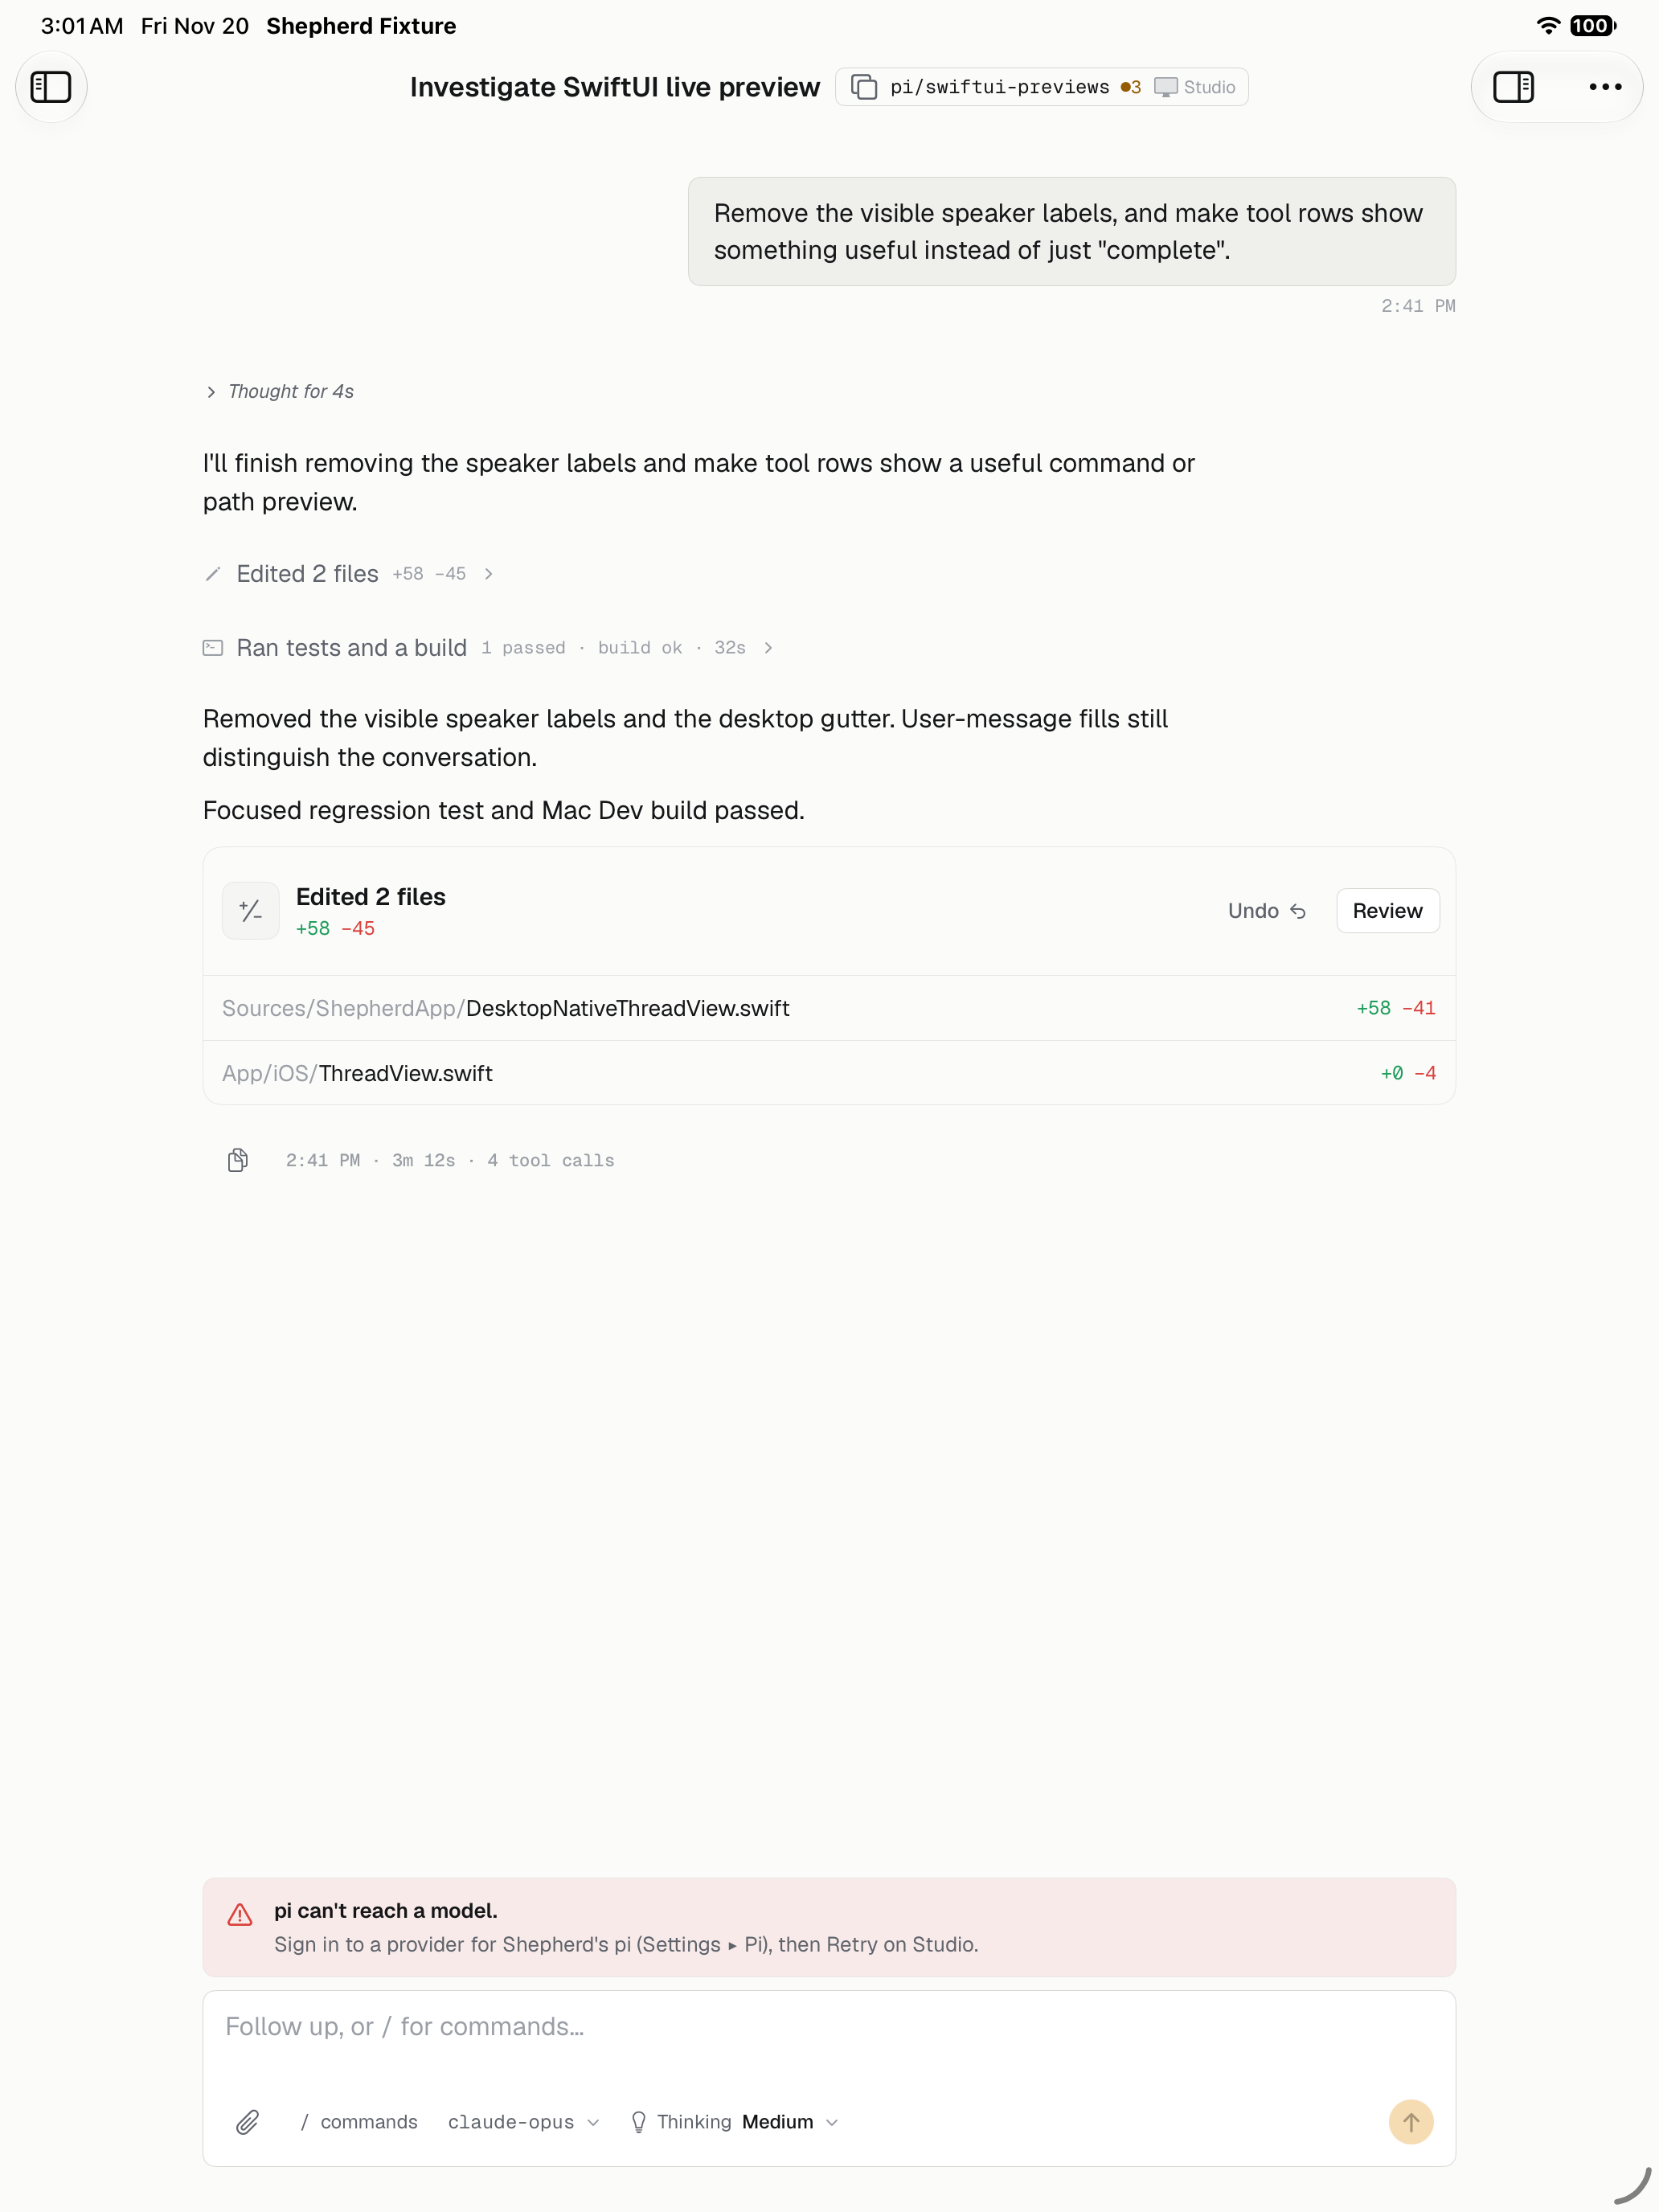 3:01 AM Fri Nov 20 Shepherd Fixture 100
Investigate SwiftUI live preview pi/swiftui-previews 3 Studio
Remove the visible speaker labels, and make tool rows show
something useful instead of just "complete".
2:41 PM
Thought for 4s
I'll finish removing the speaker labels and make tool rows show a useful command or
path preview.
Edited 2 files +58 −45
Ran tests and a build 1 passed · build ok · 32s
Removed the visible speaker labels and the desktop gutter. User-message fills still
distinguish the conversation.
Focused regression test and Mac Dev build passed.
Edited 2 files
+58 −45
Undo Review
Sources/ShepherdApp/DesktopNativeThreadView.swift +58 −41
App/iOS/ThreadView.swift +0 −4
2:41 PM · 3m 12s · 4 tool calls
pi can't reach a model.
Sign in to a provider for Shepherd's pi (Settings ▸ Pi), then Retry on Studio.
Follow up, or / for commands…
/ commands claude-opus Thinking Medium